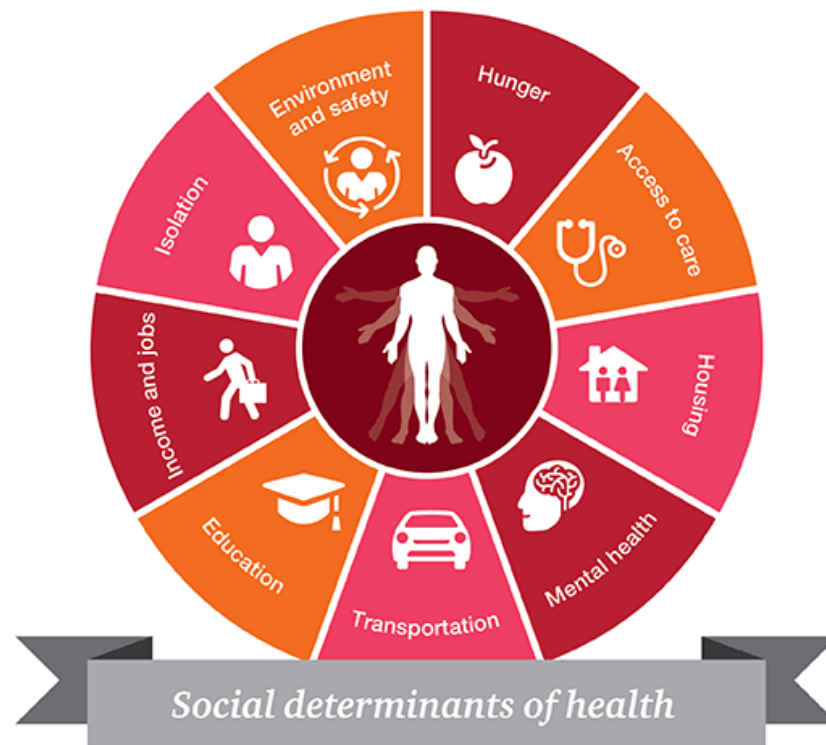 Hunger
Access to care
Housing
Mental health
Transportation
Education
Income and jobs
Isolation
Environment
and safety
Social determinants of health